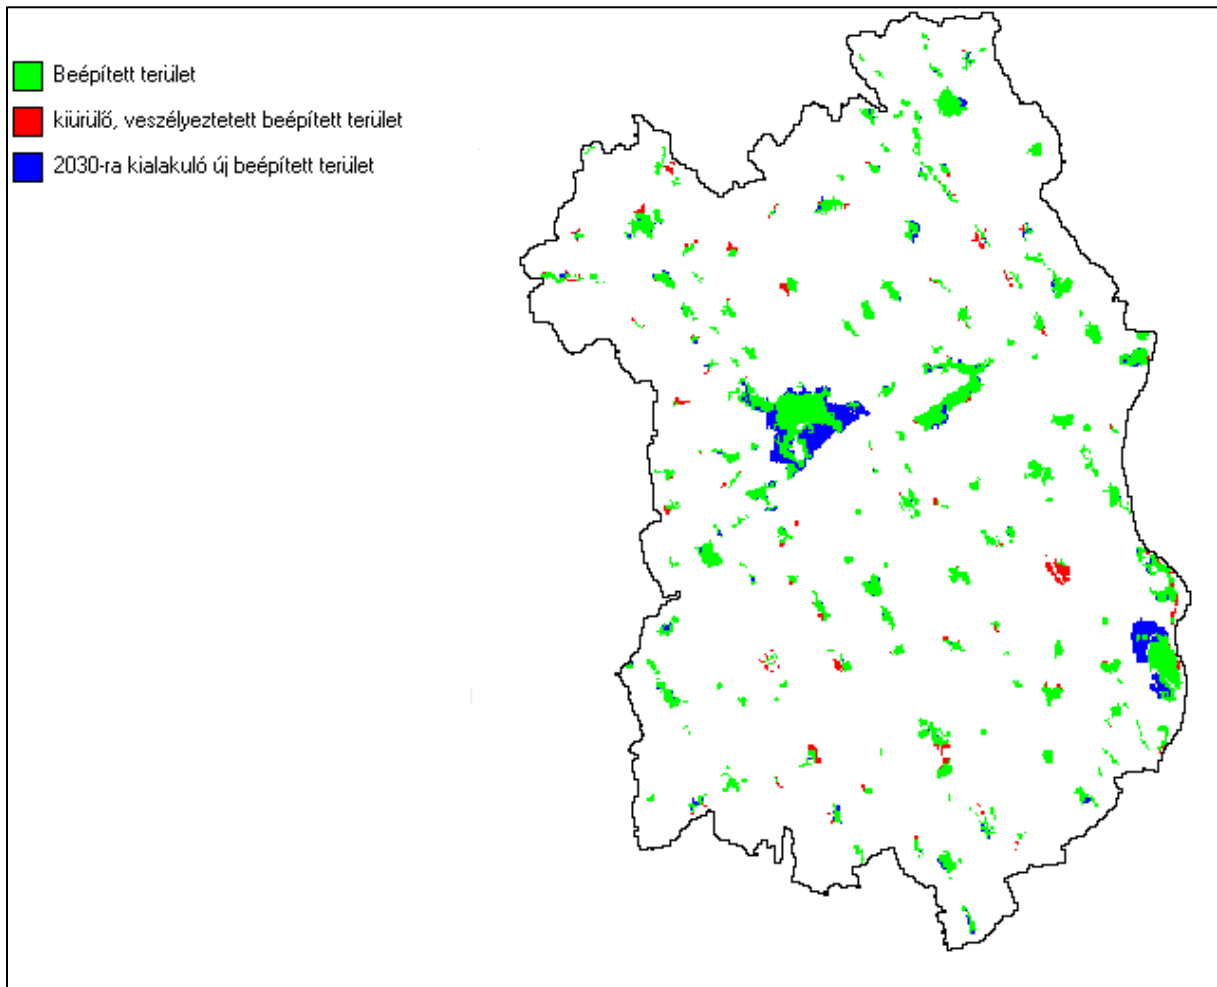 Beépített terület
kiürülő, veszélyeztetett beépített terület
2030-ra kialakuló új beépített terület